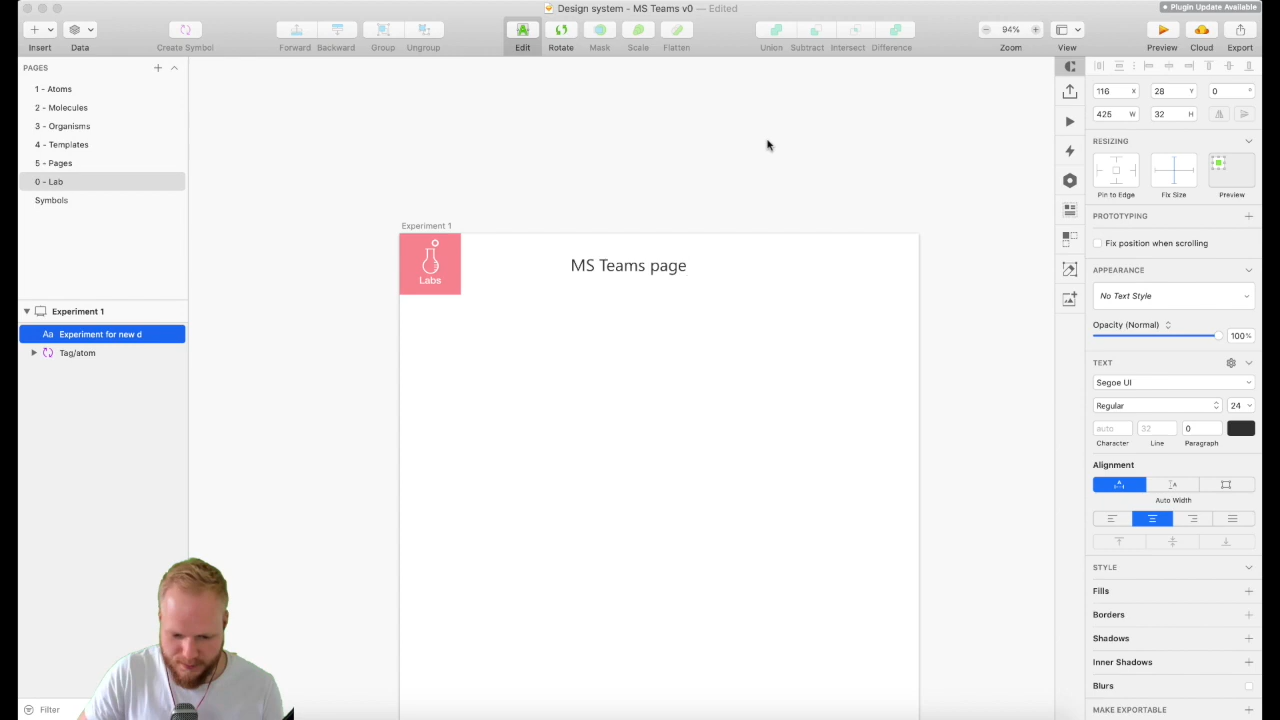 Design system - MS Teams v0 — Edited
Plugin Update Available
Insert
Data
Create Symbol
Forward
Backward
Group
Ungroup
Edit
Rotate
Mask
Scale
Flatten
Union
Subtract
Intersect
Difference
94%
Zoom
View
Preview
Cloud
Export
PAGES
1 - Atoms
2 - Molecules
3 - Organisms
4 - Templates
5 - Pages
0 - Lab
Symbols
Experiment 1
Aa Experiment for new d
Tag/atom
Filter
Experiment 1
Labs
MS Teams page
116 X 28 Y 0 °
425 W 32 H
RESIZING
Pin to Edge Fix Size Preview
PROTOTYPING
Fix position when scrolling
APPEARANCE
No Text Style
Opacity (Normal)
100%
TEXT
Segoe UI
Regular 24
auto 32 0
Character Line Paragraph
Alignment
Auto Width
STYLE
Fills
Borders
Shadows
Inner Shadows
Blurs
MAKE EXPORTABLE